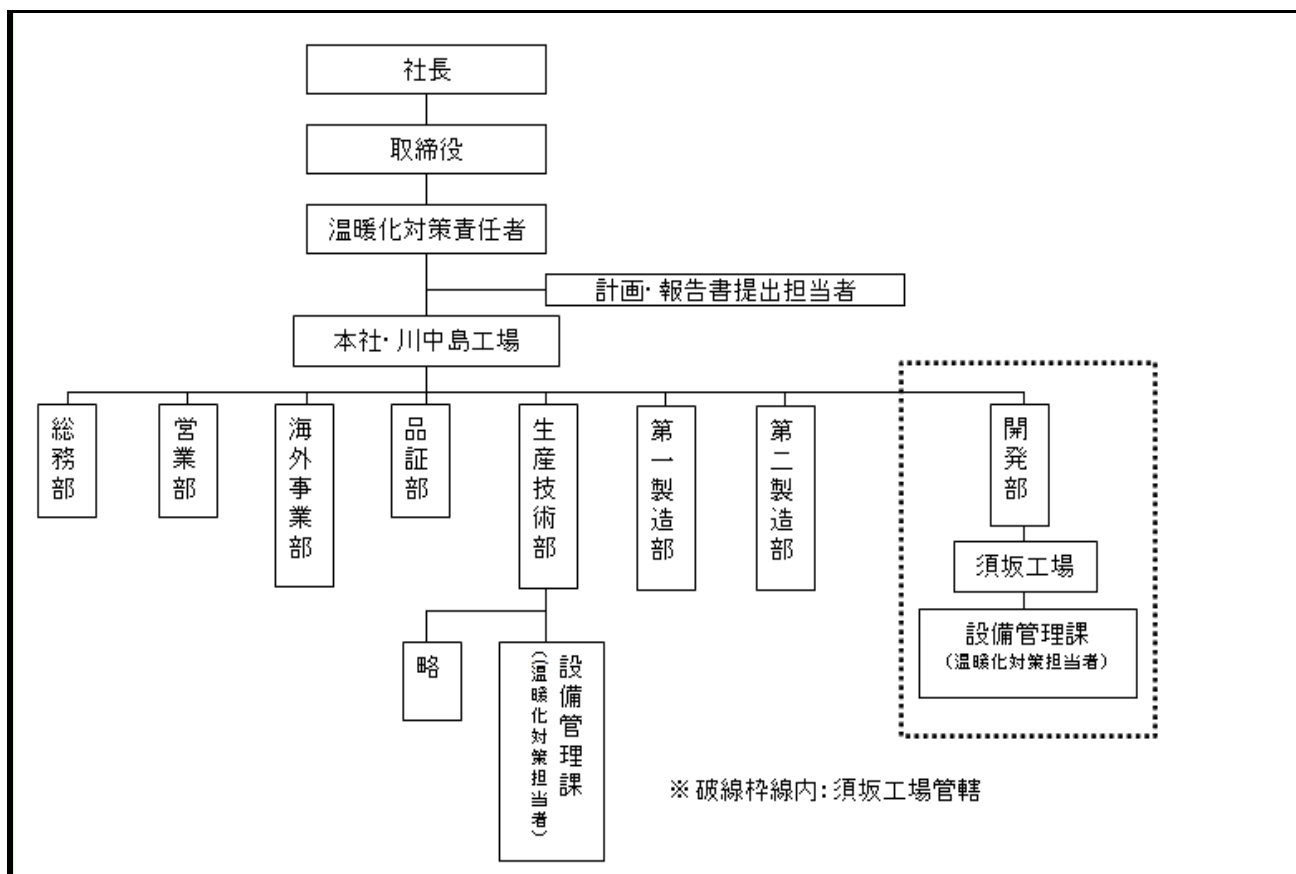 社長
取締役
温暖化対策責任者
計画・報告書提出担当者
本社・川中島工場
総務部
営業部
海外事業部
品証部
生産技術部
第一製造部
第二製造部
開発部
須坂工場
設備管理課
(温暖化対策担当者)
略
設備管理課
(温暖化対策担当者)
※破線枠線内:須坂工場管轄